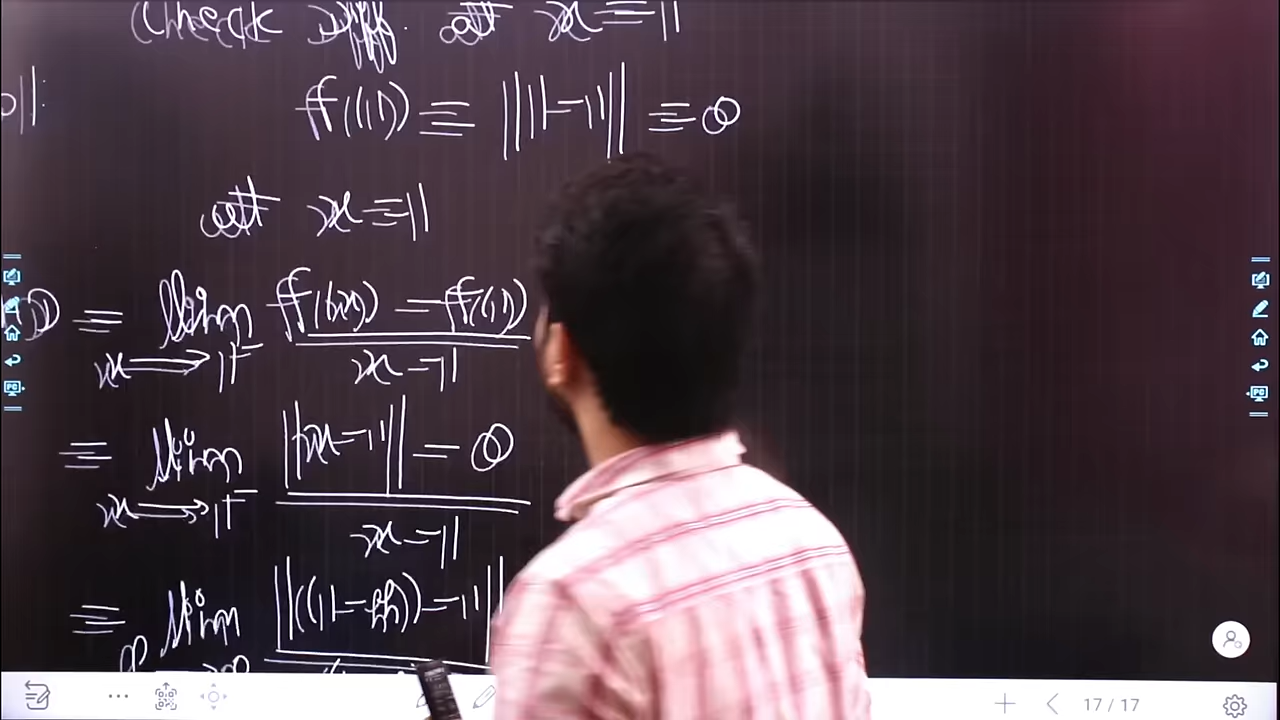 Check Diff. at x = 1
f(1) = |1-1| = 0
at x = 1
= lim x→1⁻ f(x) - f(1) / x-1
= lim x→1⁻ |x-1| - 0 / x-1
= lim |(1-h)-1|
17 / 17